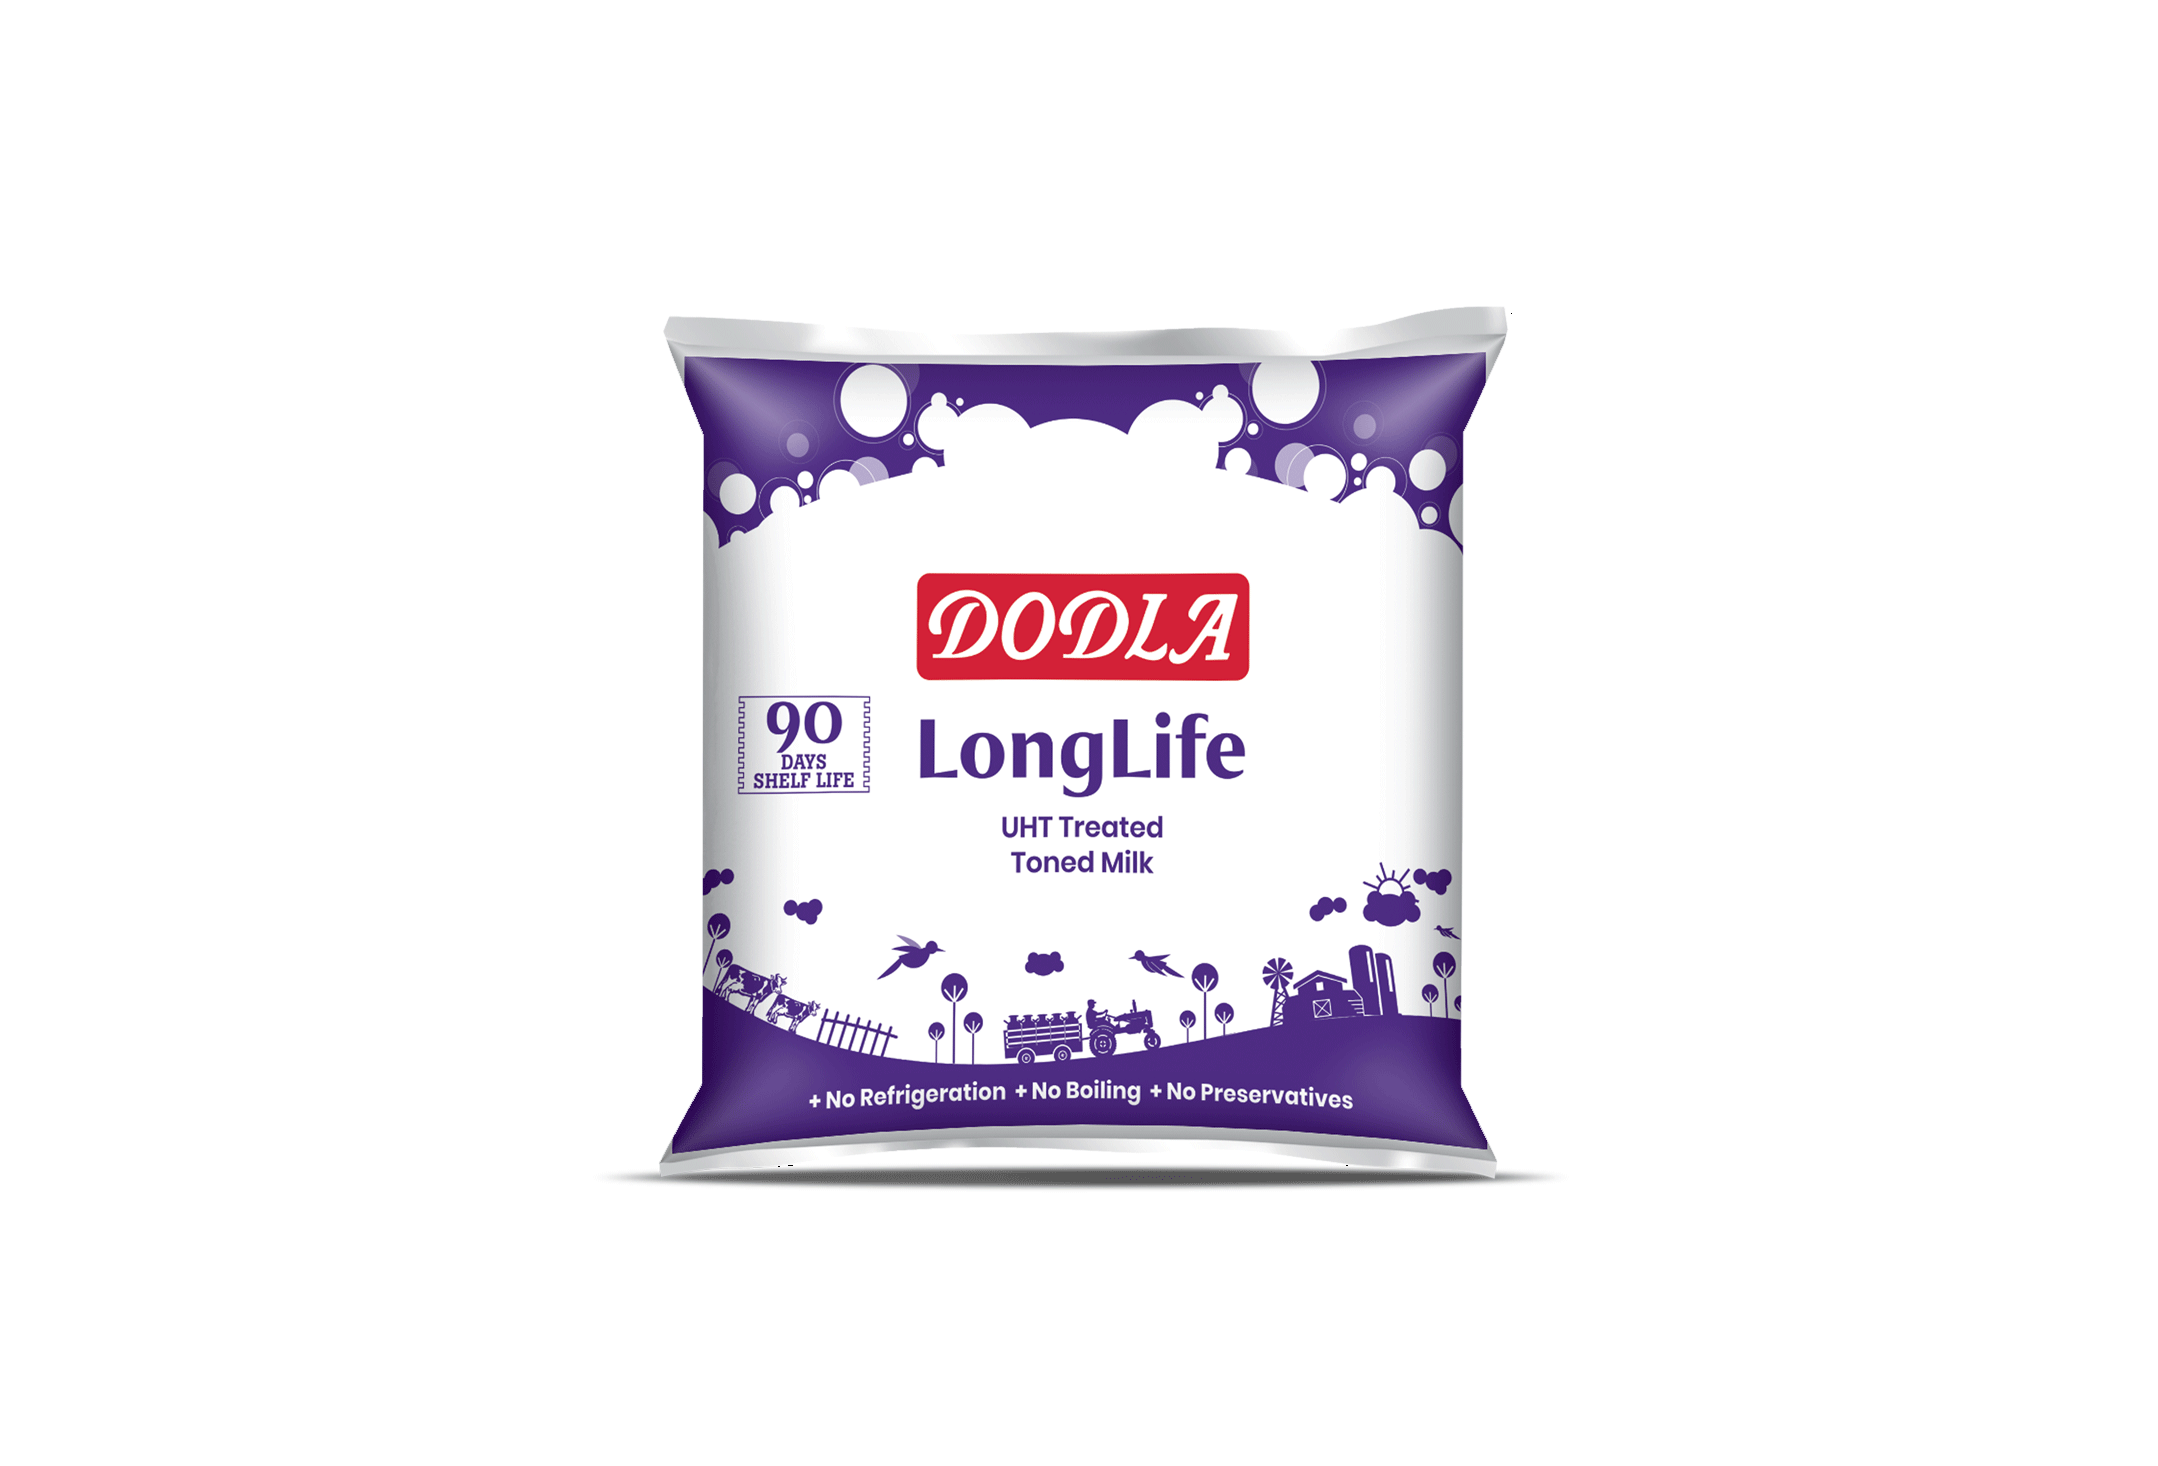 DODLA
90
DAYS
SHELF LIFE
LongLife
UHT Treated
Toned Milk
+ No Refrigeration + No Boiling + No Preservatives